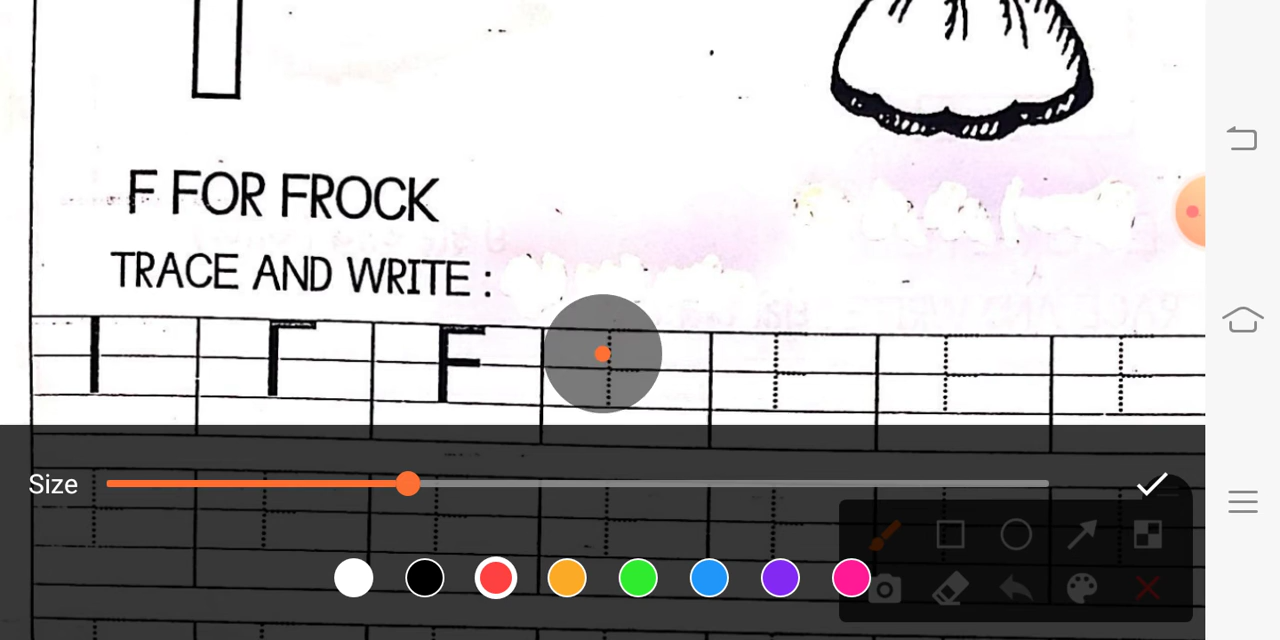 F FOR FROCK
TRACE AND WRITE :
F F F F F F F
Size